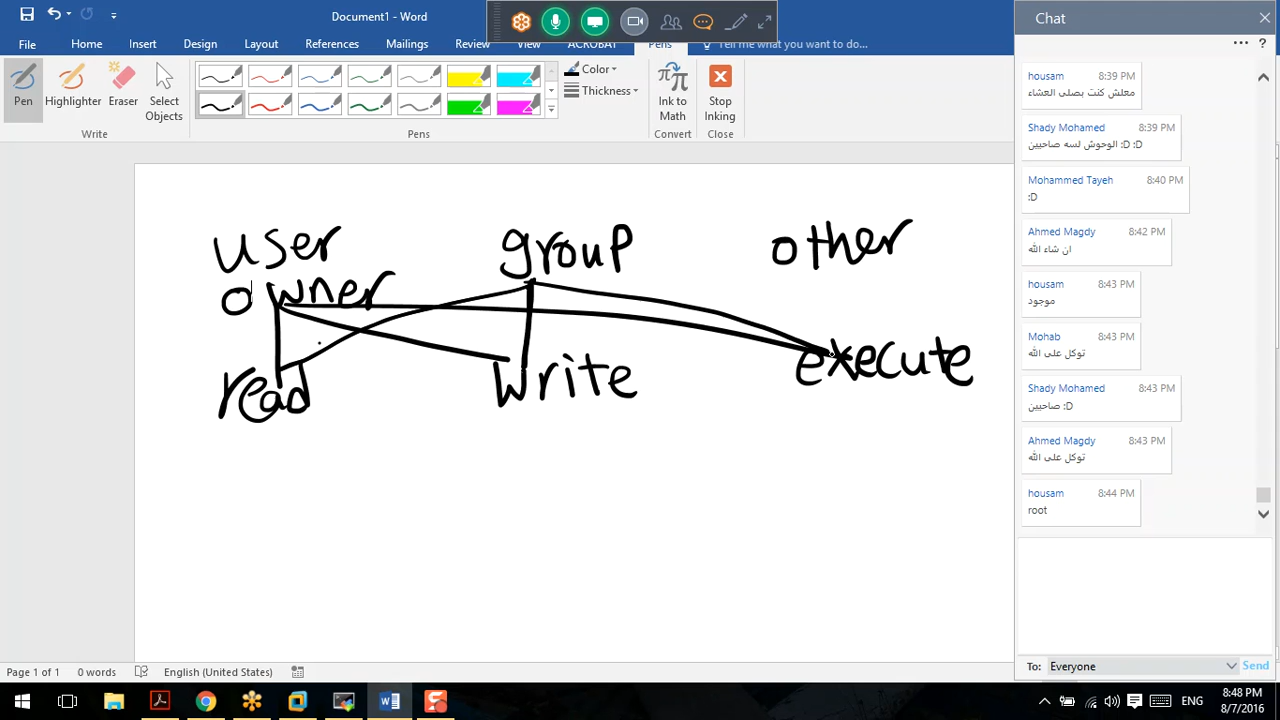 Document1 - Word
File Home Insert Design Layout References Mailings Review View ACROBAT Pens Tell me what you want to do...
Pen Highlighter Eraser Select Objects
Color
Thickness
Ink to Math
Stop Inking
Write Pens Convert Close
user group other
owner
read write execute
Chat
housam 8:39 PM
معلش كنت بصلى العشاء
Shady Mohamed 8:39 PM
الوحوش لسه صاحيين :D :D
Mohammed Tayeh 8:40 PM
:D
Ahmed Magdy 8:42 PM
ان شاء الله
housam 8:43 PM
موجود
Mohab 8:43 PM
توكل على الله
Shady Mohamed 8:43 PM
صاحيين :D
Ahmed Magdy 8:43 PM
توكل على الله
housam 8:44 PM
root
To: Everyone Send
Page 1 of 1 0 words English (United States)
ENG 8:48 PM
8/7/2016